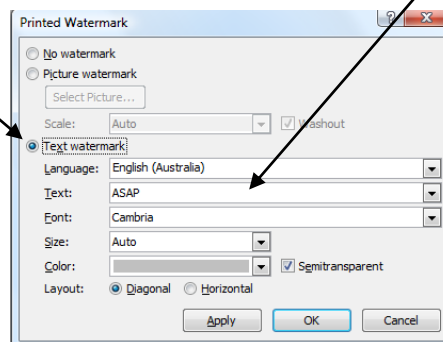 Printed Watermark
No watermark
Picture watermark
Select Picture...
Scale: Auto Washout
Text watermark
Language: English (Australia)
Text: ASAP
Font: Cambria
Size: Auto
Color: Semitransparent
Layout: Diagonal Horizontal
Apply OK Cancel